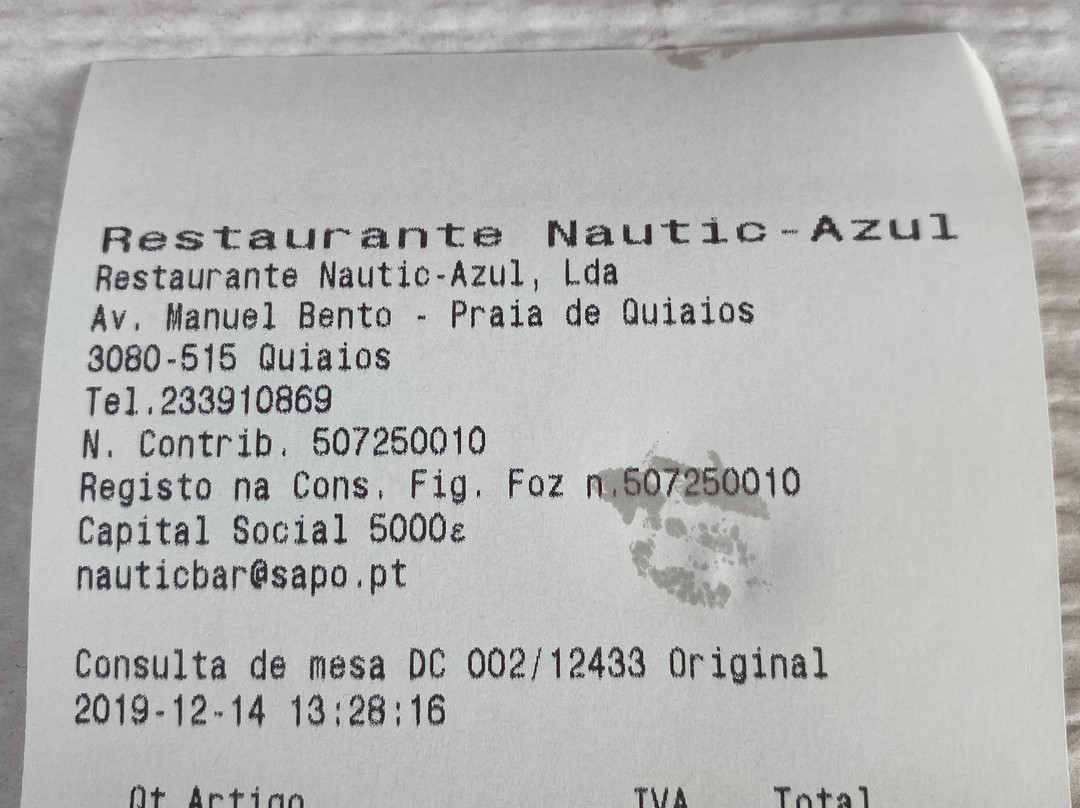 Restaurante Nautic-Azul
Restaurante Nautic-Azul, Lda
Av. Manuel Bento - Praia de Quiaios
3080-515 Quiaios
Tel.233910869
N. Contrib. 507250010
Registo na Cons. Fig. Foz n.507250010
Capital Social 5000ε
nauticbar@sapo.pt
Consulta de mesa DC 002/12433 Original
2019-12-14 13:28:16
Qt Artigo TVA Total